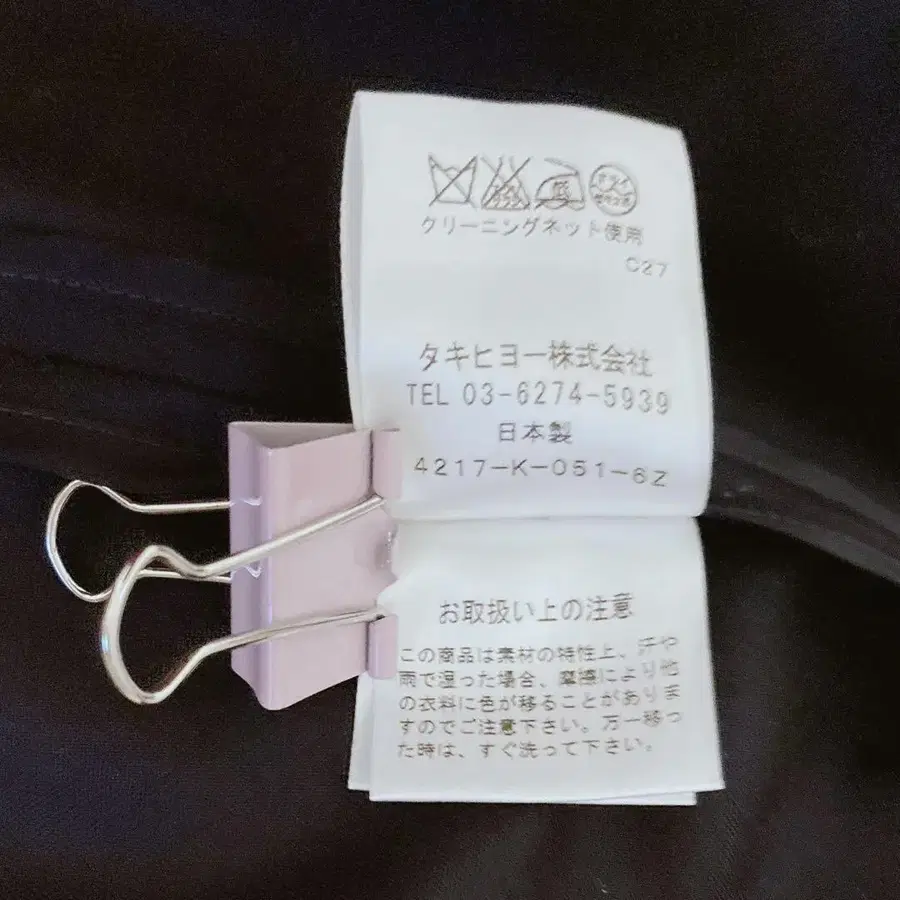 クリーニングネット使用
C27
タキヒヨー株式会社
TEL 03-6274-5939
日本製
4217-K-051-6Z
お取扱い上の注意
この商品は素材の特性上、汗や
雨で湿った場合、摩擦により他
の衣料に色が移ることがありま
すのでご注意下さい。万一移っ
た時は、すぐ洗って下さい。